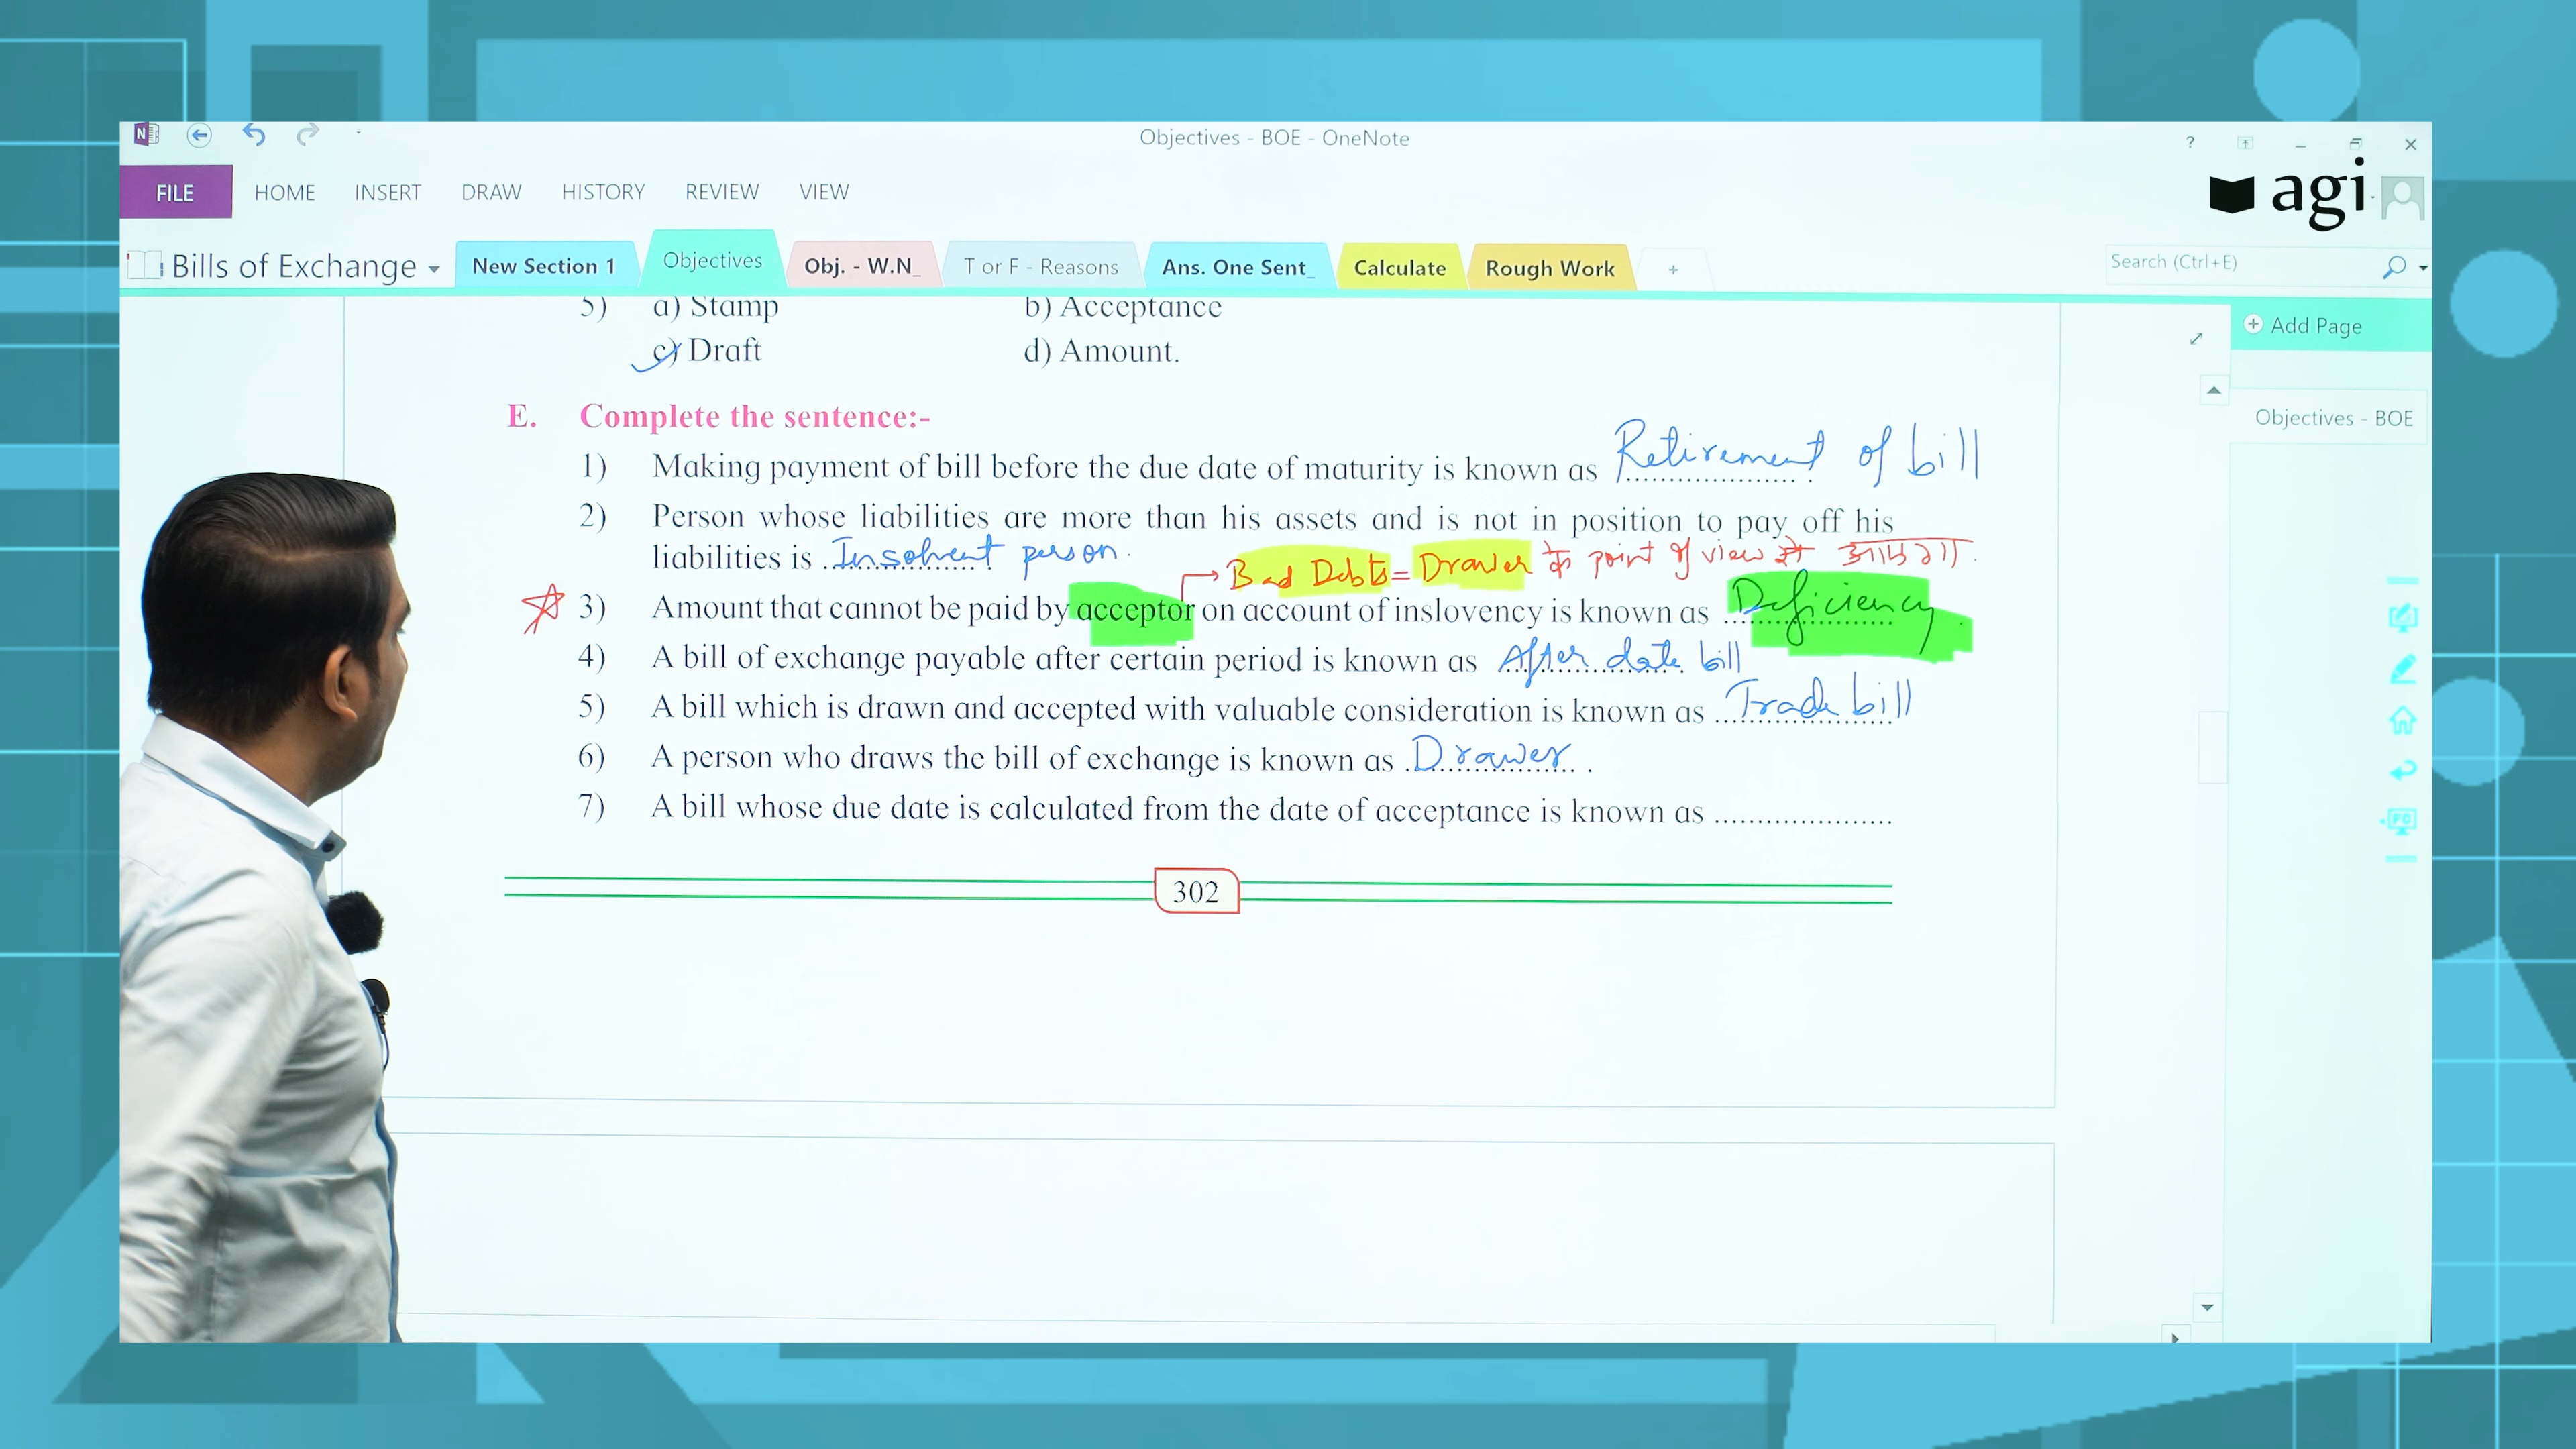 Objectives - BOE - OneNote
FILE HOME INSERT DRAW HISTORY REVIEW VIEW
agi
Bills of Exchange New Section 1 Objectives Obj. - W.N_ T or F - Reasons Ans. One Sent_ Calculate Rough Work +
Search (Ctrl+E)
Add Page
Objectives - BOE
5) a) Stamp b) Acceptance
c) Draft d) Amount.
E. Complete the sentence:-
1) Making payment of bill before the due date of maturity is known as Retirement of bill
2) Person whose liabilities are more than his assets and is not in position to pay off his
liabilities is Insolvent person.
Bad Debts = Drawer के point of view से
3) Amount that cannot be paid by acceptor on account of inslovency is known as Deficiency
4) A bill of exchange payable after certain period is known as After date bill
5) A bill which is drawn and accepted with valuable consideration is known as Trade bill
6) A person who draws the bill of exchange is known as Drawer.
7) A bill whose due date is calculated from the date of acceptance is known as ....................
302